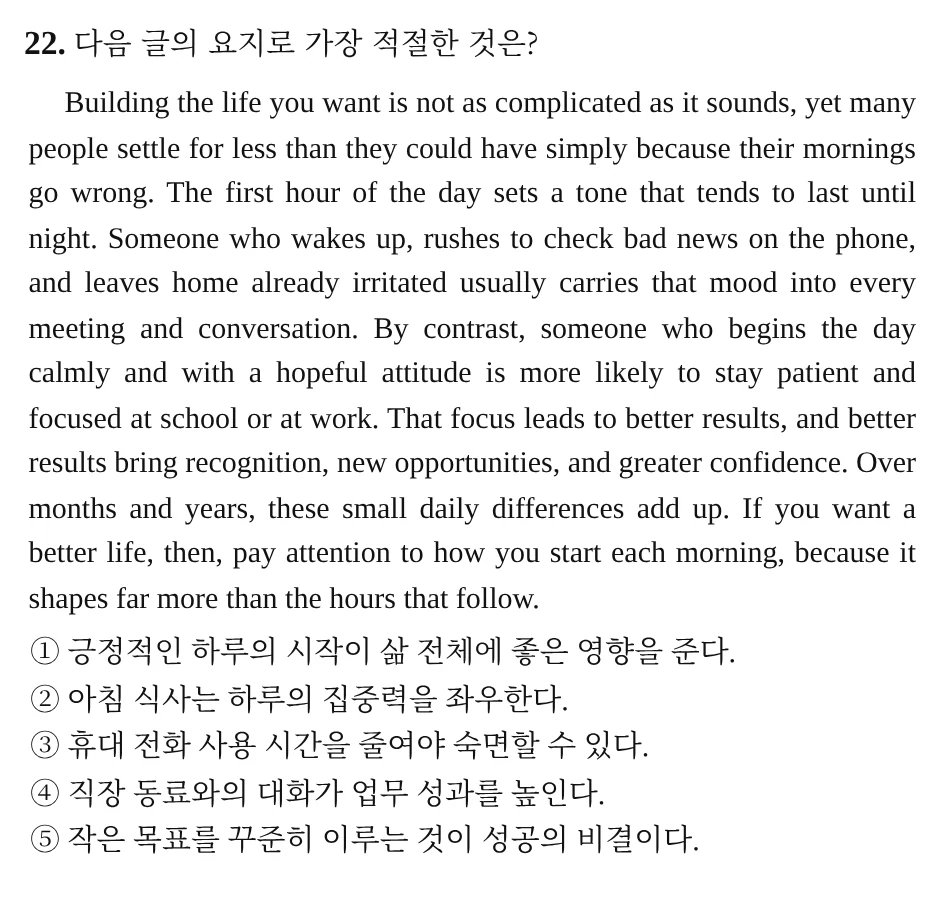 22. 다음 글의 요지로 가장 적절한 것은?
Building the life you want is not as complicated as it sounds, yet many
people settle for less than they could have simply because their mornings
go wrong. The first hour of the day sets a tone that tends to last until
night. Someone who wakes up, rushes to check bad news on the phone,
and leaves home already irritated usually carries that mood into every
meeting and conversation. By contrast, someone who begins the day
calmly and with a hopeful attitude is more likely to stay patient and
focused at school or at work. That focus leads to better results, and better
results bring recognition, new opportunities, and greater confidence. Over
months and years, these small daily differences add up. If you want a
better life, then, pay attention to how you start each morning, because it
shapes far more than the hours that follow.
① 긍정적인 하루의 시작이 삶 전체에 좋은 영향을 준다.
② 아침 식사는 하루의 집중력을 좌우한다.
③ 휴대 전화 사용 시간을 줄여야 숙면할 수 있다.
④ 직장 동료와의 대화가 업무 성과를 높인다.
⑤ 작은 목표를 꾸준히 이루는 것이 성공의 비결이다.